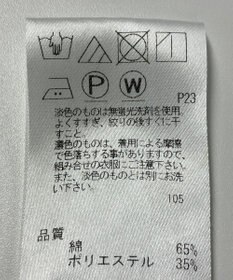 P W
P23
淡色のものは無蛍光洗剤を使用
よくすすぎ、絞りの後すぐに干
すこと。
濃色のものは、着用による摩擦
で色落ちする事がありますので、
組み合せの衣類にご注意下さい。
また、淡色のものとは別にお洗
い下さい。
105
品質
綿 65%
ポリエステル 35%